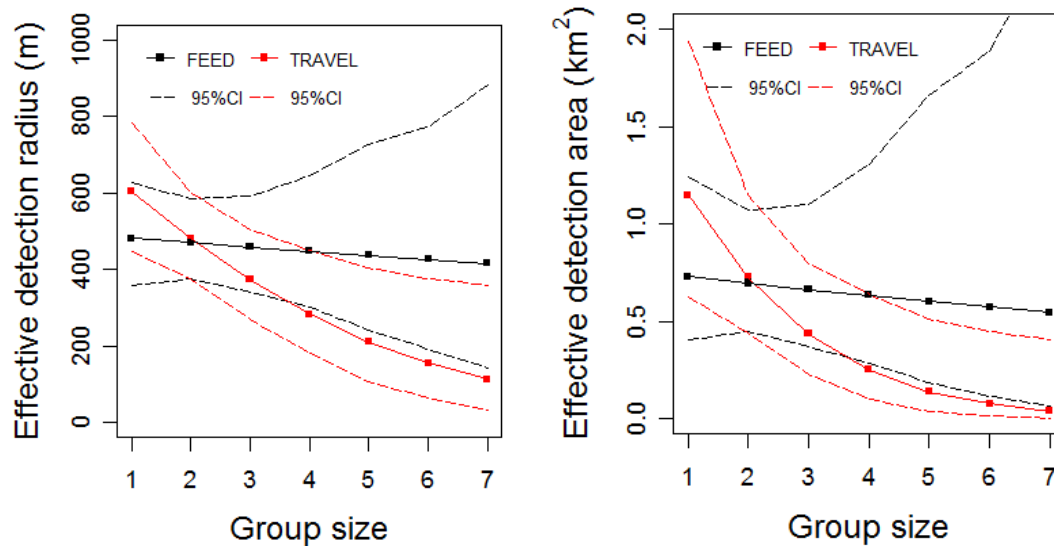 Effective detection radius (m)
1000
800
600
400
200
0
FEED TRAVEL
95%CI 95%CI
1 2 3 4 5 6 7
Group size
Effective detection area (km²)
2.0
1.5
1.0
0.5
0.0
FEED TRAVEL
95%CI 95%CI
1 2 3 4 5 6 7
Group size